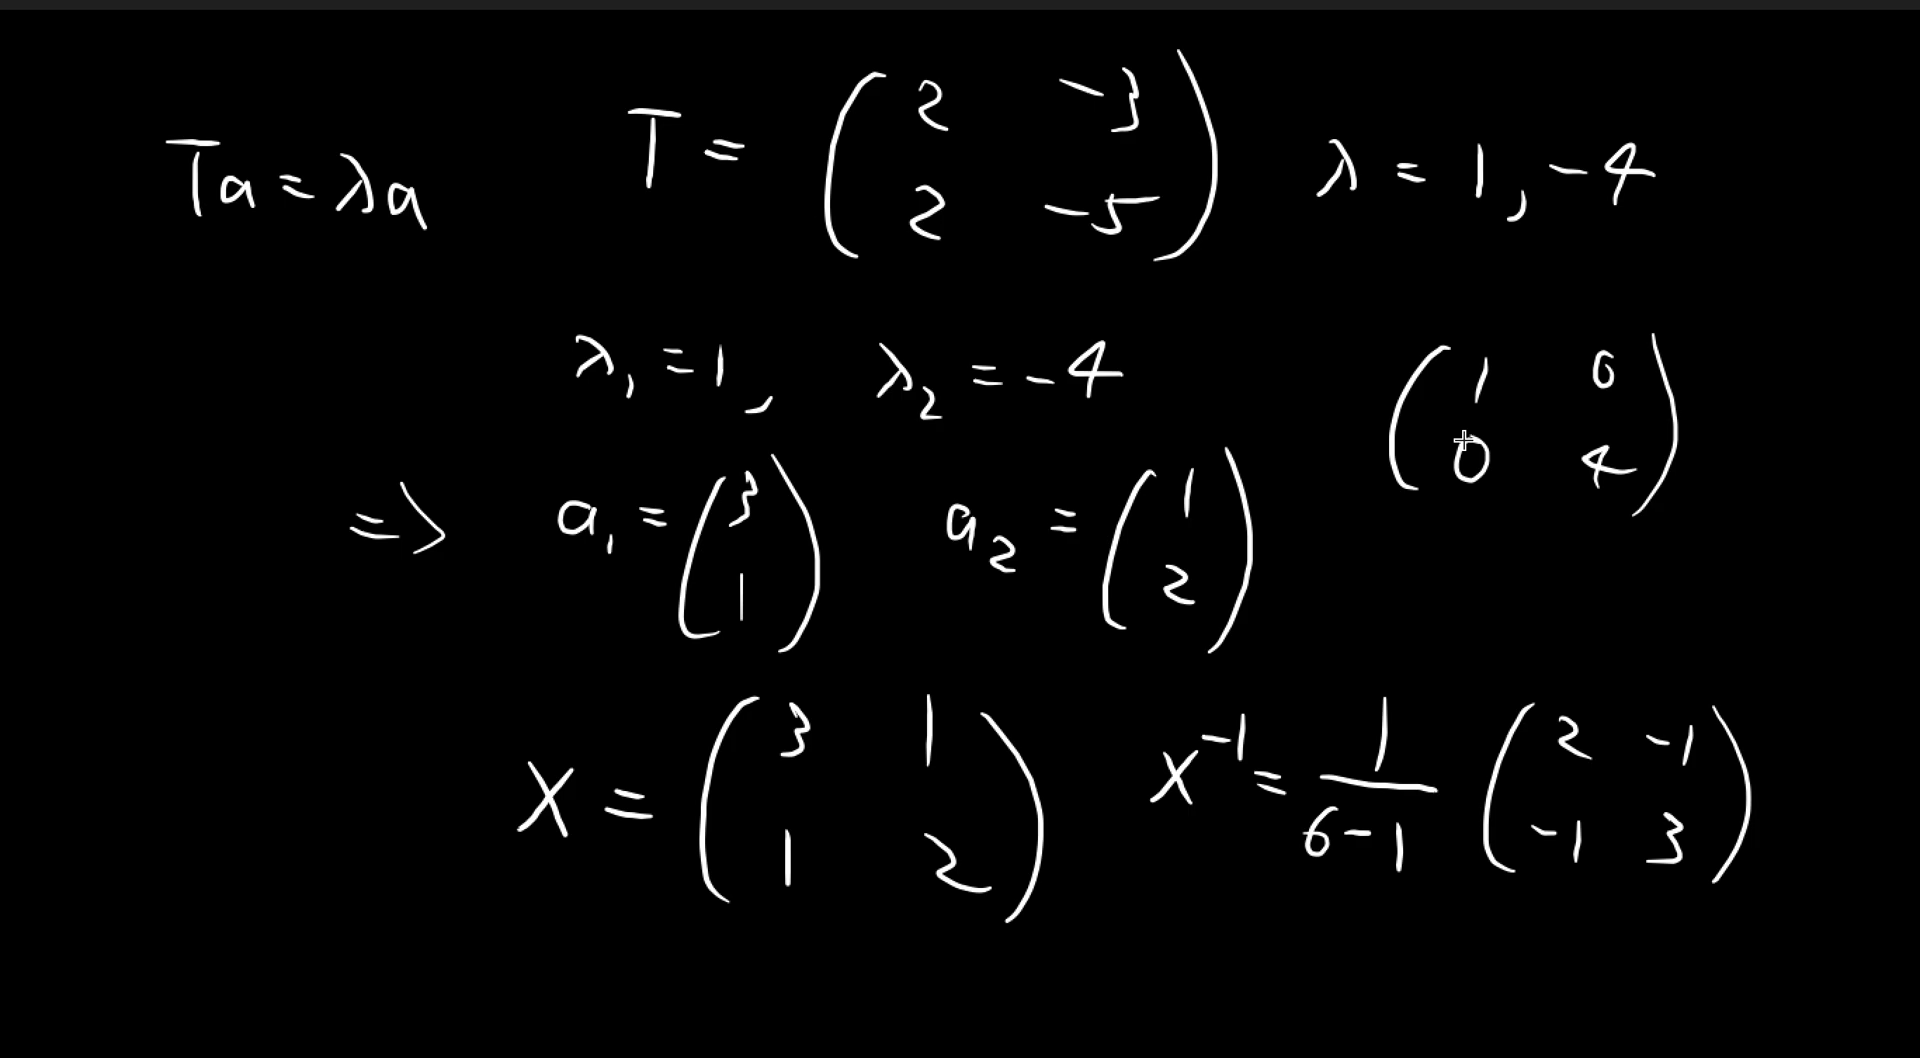 Ta = λa T = ( 2 -3 ) λ = 1, -4
( 2 -5 )
λ₁ = 1, λ₂ = -4 ( 1 0 )
( 0 4 )
=> a₁ = ( 3 ) a₂ = ( 1 )
( 1 ) ( 2 )
X = ( 3 1 ) X⁻¹ = 1/(6-1) ( 2 -1 )
( 1 2 ) ( -1 3 )